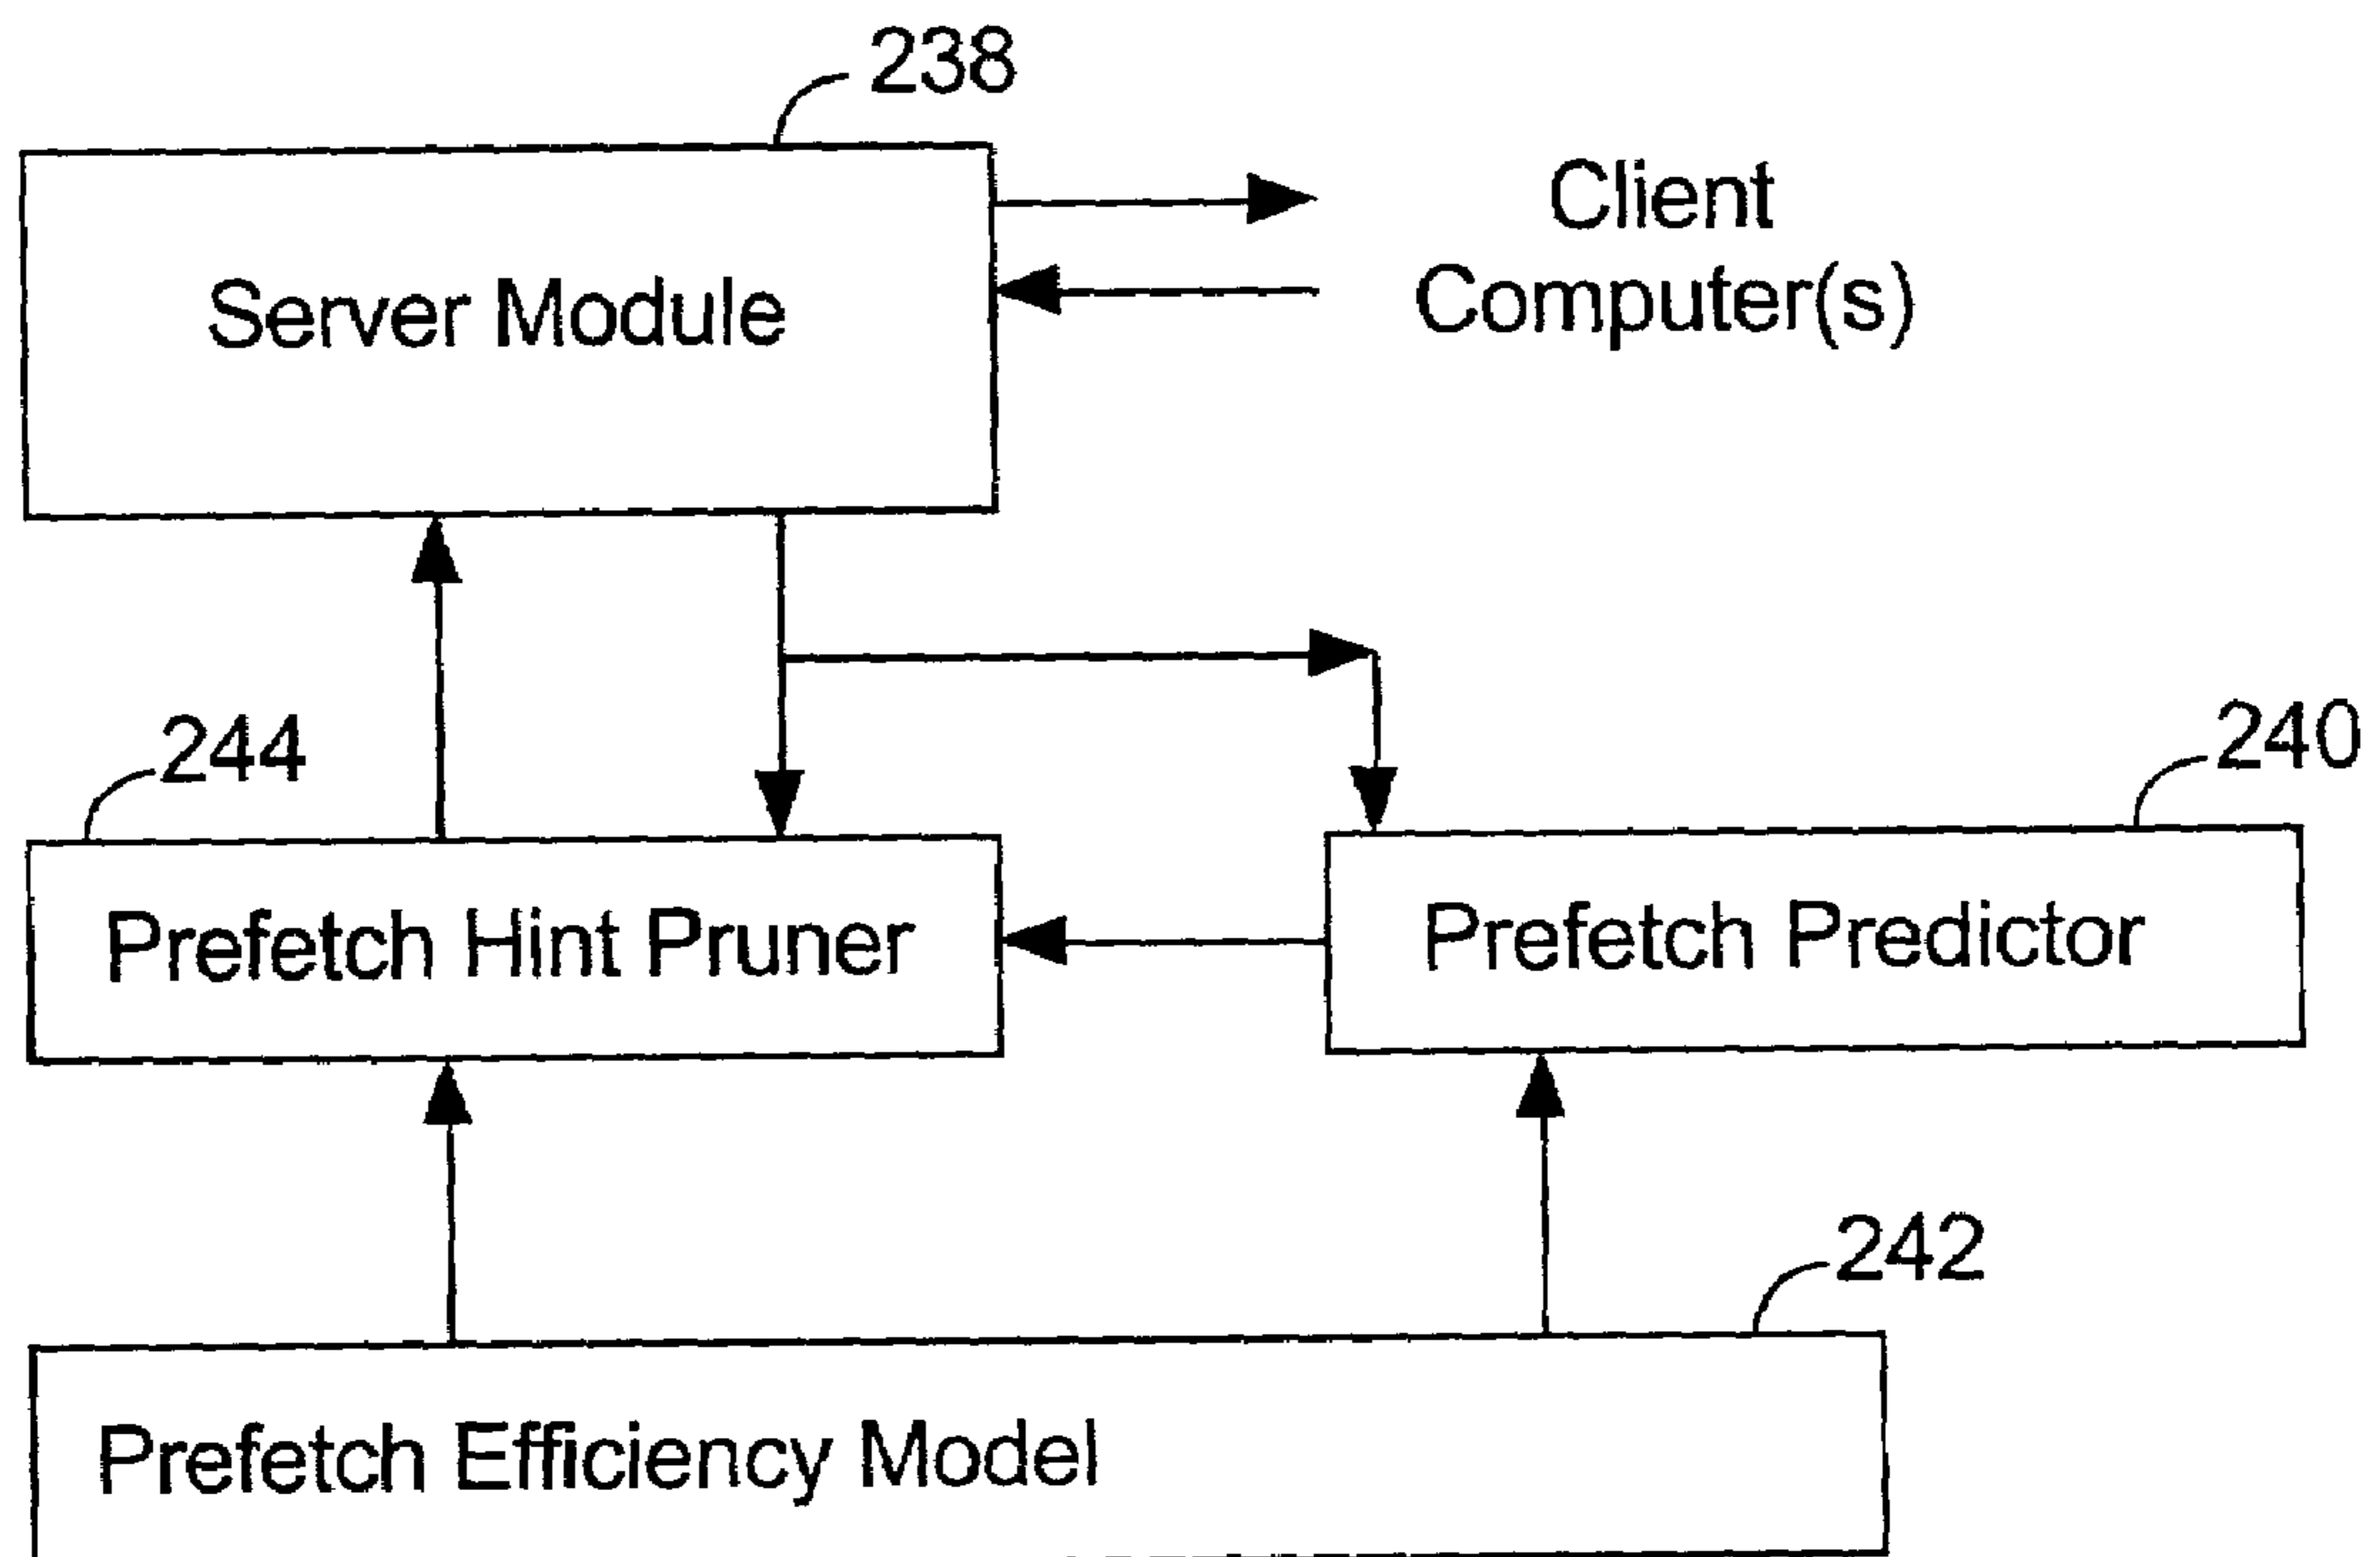 238
Client
Computer(s)
Server Module
244
240
Prefetch Hint Pruner
Prefetch Predictor
242
Prefetch Efficiency Model